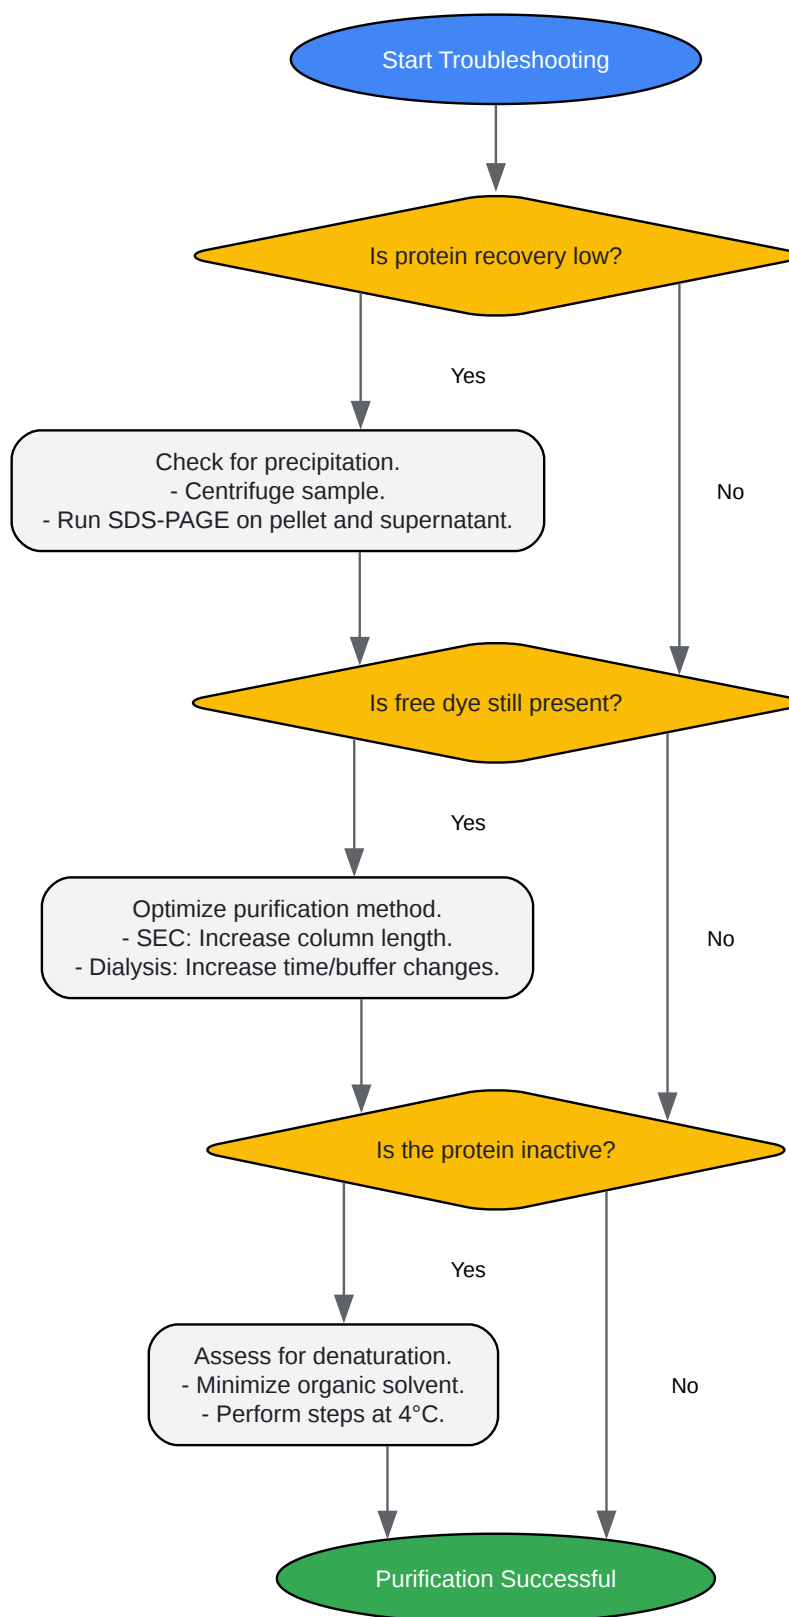 Start Troubleshooting
Is protein recovery low?
Yes
Check for precipitation.
- Centrifuge sample.
- Run SDS-PAGE on pellet and supernatant.
No
Is free dye still present?
Yes
Optimize purification method.
- SEC: Increase column length.
- Dialysis: Increase time/buffer changes.
No
Is the protein inactive?
Yes
Assess for denaturation.
- Minimize organic solvent.
- Perform steps at 4°C.
No
Purification Successful